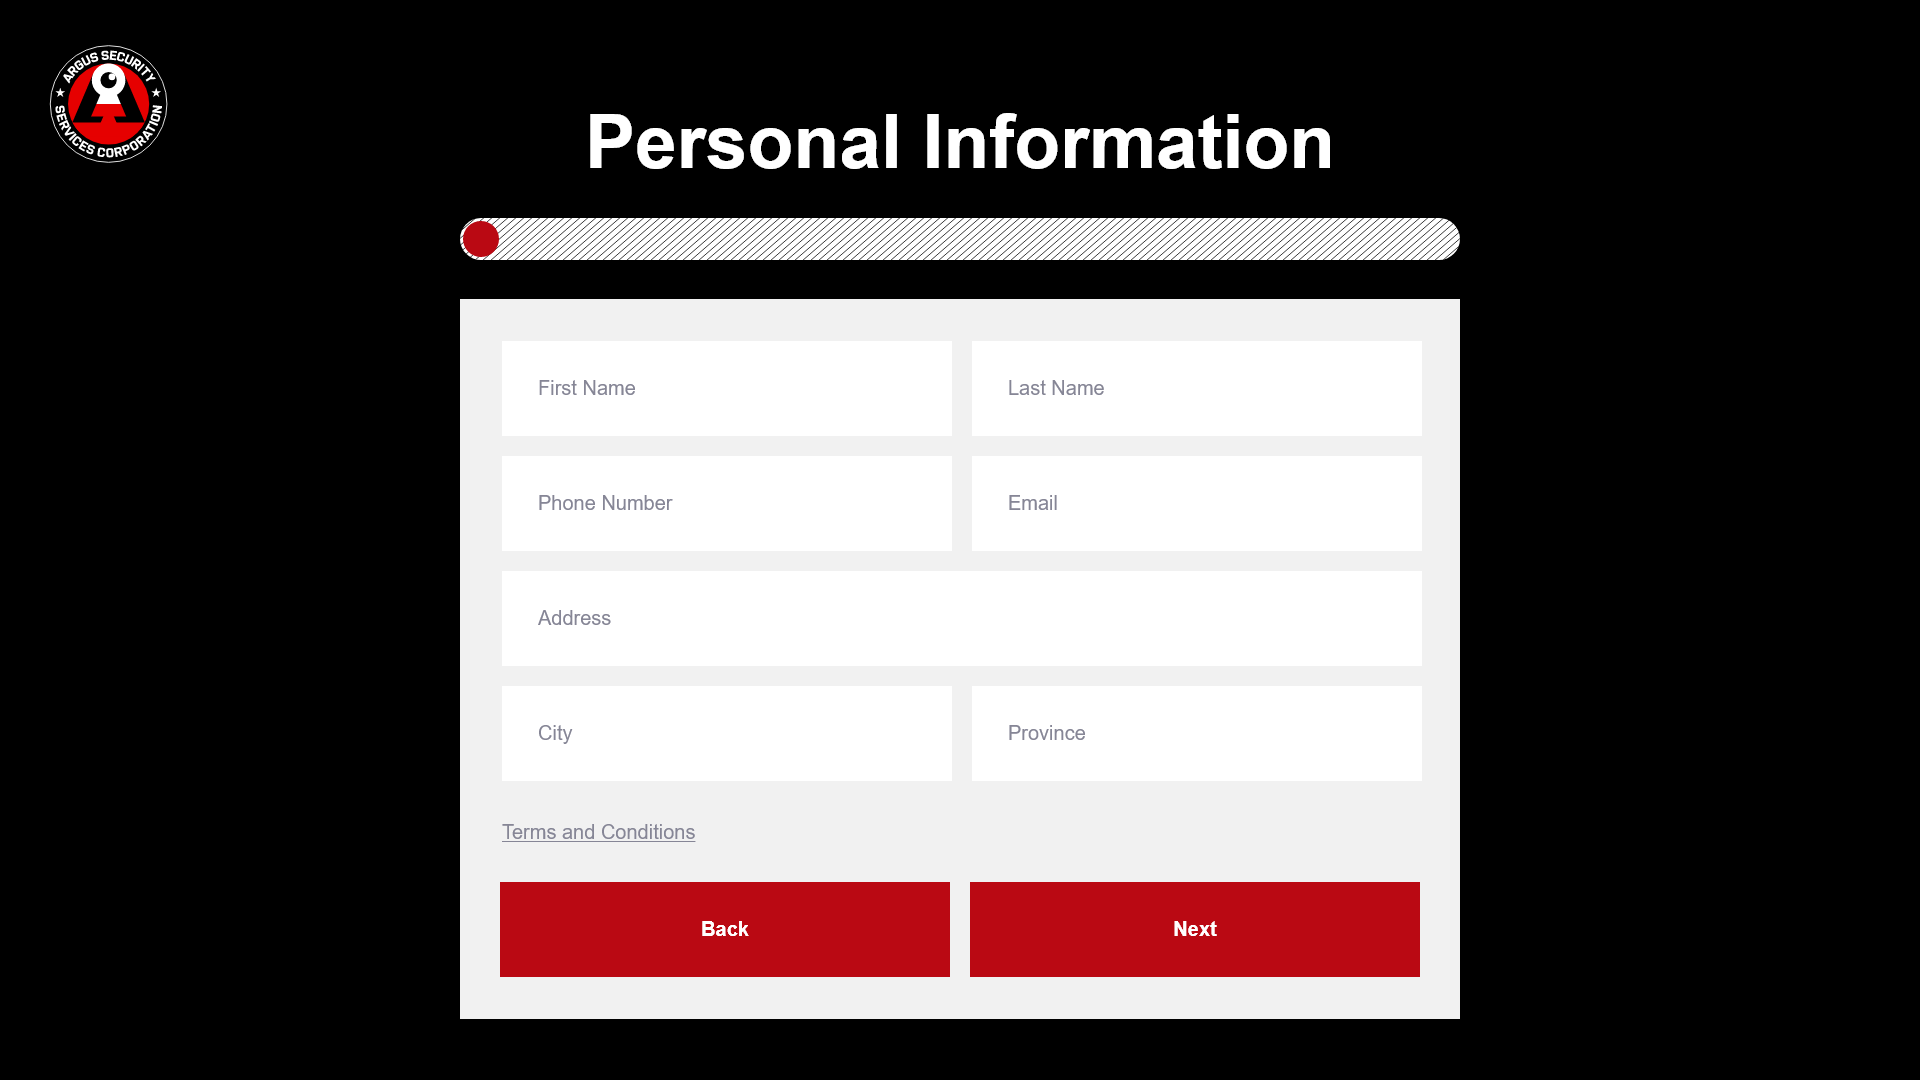 ARGUS SECURITY
SERVICES CORPORATION
Personal Information
First Name
Last Name
Phone Number
Email
Address
City
Province
Terms and Conditions
Back
Next